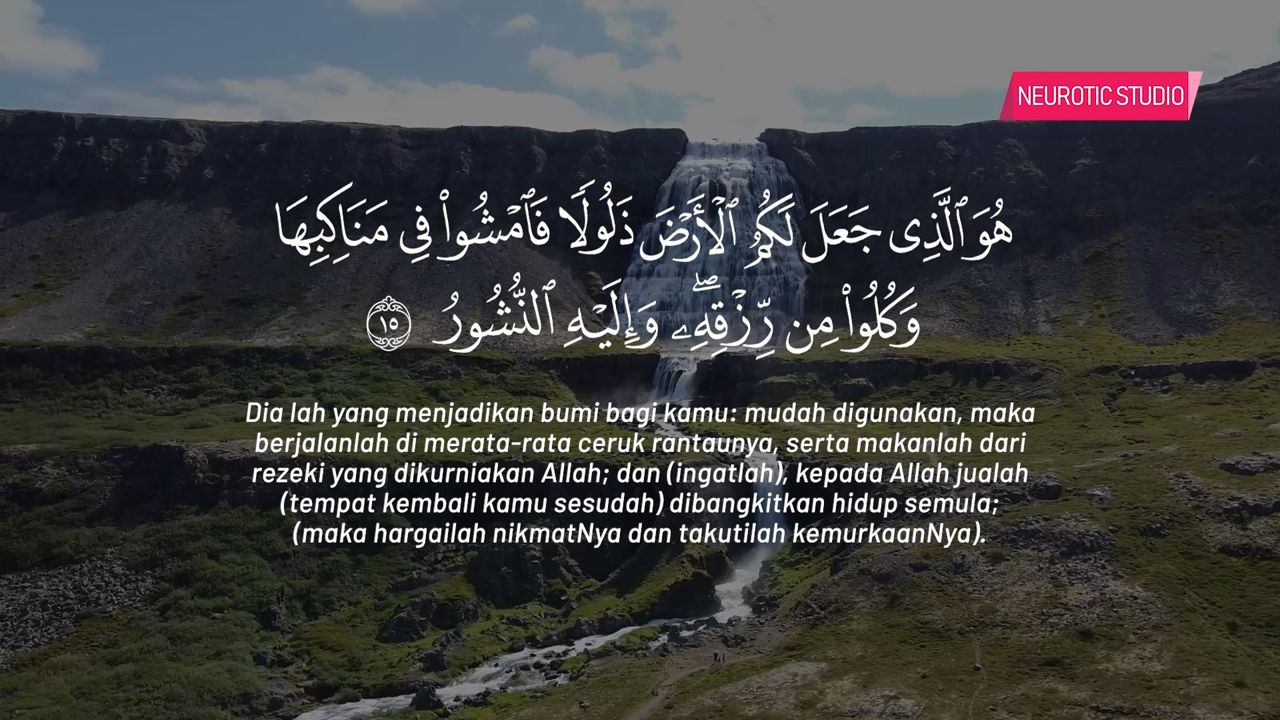 NEUROTIC STUDIO
هُوَ ٱلَّذِى جَعَلَ لَكُمُ ٱلْأَرْضَ ذَلُولًا فَٱمْشُوا۟ فِى مَنَاكِبِهَا
وَكُلُوا۟ مِن رِّزْقِهِۦ ۖ وَإِلَيْهِ ٱلنُّشُورُ ١٥
Dia lah yang menjadikan bumi bagi kamu: mudah digunakan, maka
berjalanlah di merata-rata ceruk rantaunya, serta makanlah dari
rezeki yang dikurniakan Allah; dan (ingatlah), kepada Allah jualah
(tempat kembali kamu sesudah) dibangkitkan hidup semula;
(maka hargailah nikmatNya dan takutilah kemurkaanNya).